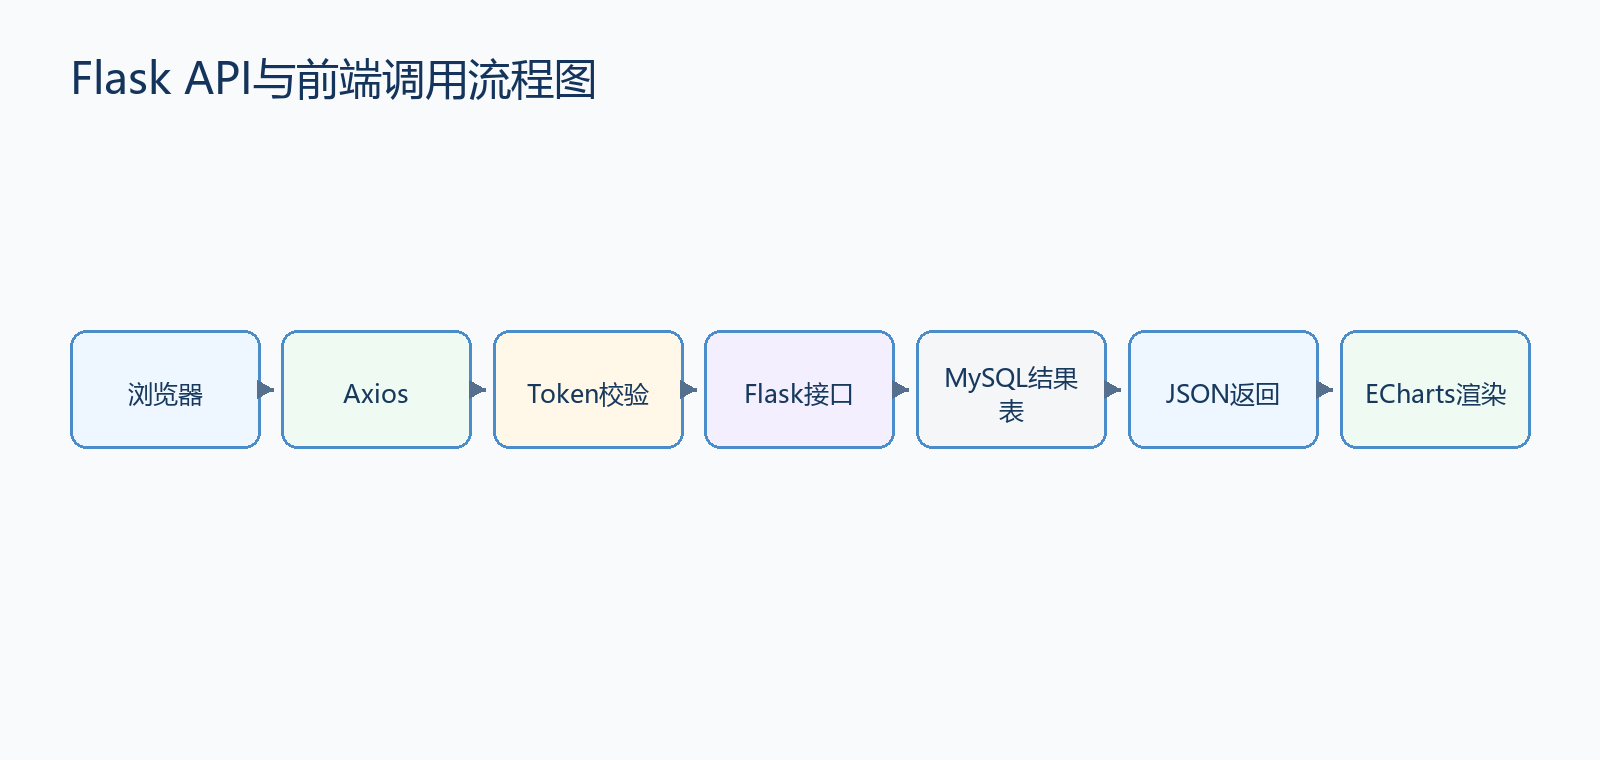 Flask API与前端调用流程图
浏览器
Axios
Token校验
Flask接口
MySQL结果
表
JSON返回
ECharts渲染